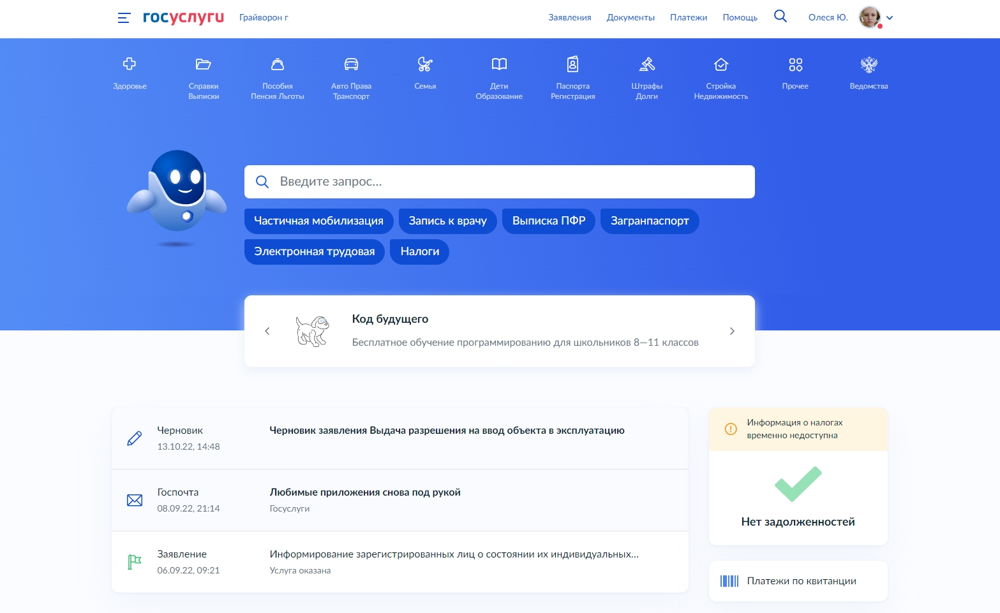 госуслуги
Грайворон г
Заявления
Документы
Платежи
Помощь
Олеся Ю.
Здоровье
Справки
Выписки
Пособия
Пенсия Льготы
Авто Права
Транспорт
Семья
Дети
Образование
Паспорта
Регистрация
Штрафы
Долги
Стройка
Недвижимость
Прочее
Ведомства
Введите запрос...
Частичная мобилизация
Запись к врачу
Выписка ПФР
Загранпаспорт
Электронная трудовая
Налоги
Код будущего
Бесплатное обучение программированию для школьников 8—11 классов
Черновик
13.10.22, 14:48
Черновик заявления Выдача разрешения на ввод объекта в эксплуатацию
Госпочта
08.09.22, 21:14
Любимые приложения снова под рукой
Госуслуги
Заявление
06.09.22, 09:21
Информирование зарегистрированных лиц о состоянии их индивидуальных...
Услуга оказана
Информация о налогах
временно недоступна
Нет задолженностей
Платежи по квитанции